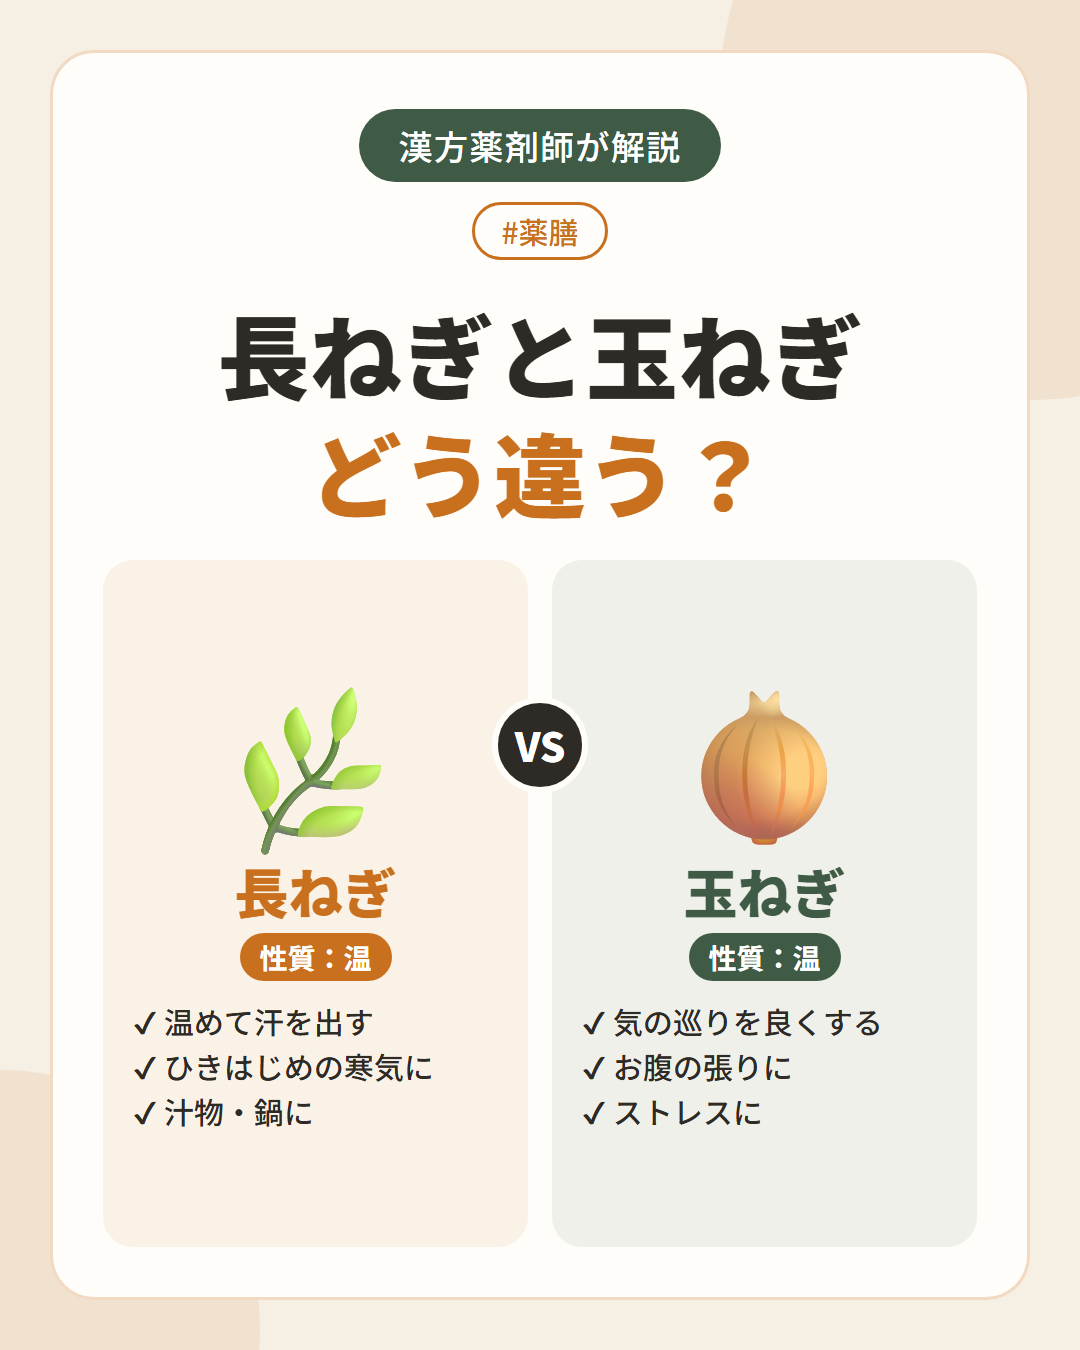 漢方薬剤師が解説
#薬膳
長ねぎと玉ねぎ
どう違う？
VS
長ねぎ
性質：温
✓ 温めて汗を出す
✓ ひきはじめの寒気に
✓ 汁物・鍋に
玉ねぎ
性質：温
✓ 気の巡りを良くする
✓ お腹の張りに
✓ ストレスに